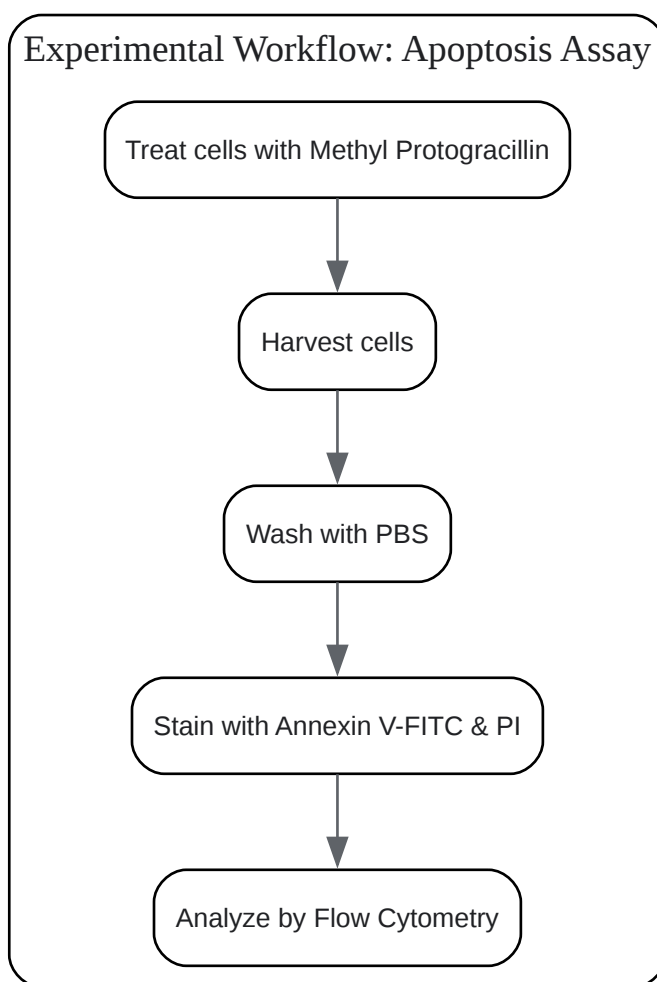 Experimental Workflow: Apoptosis Assay
Treat cells with Methyl Protogracillin
Harvest cells
Wash with PBS
Stain with Annexin V-FITC & PI
Analyze by Flow Cytometry